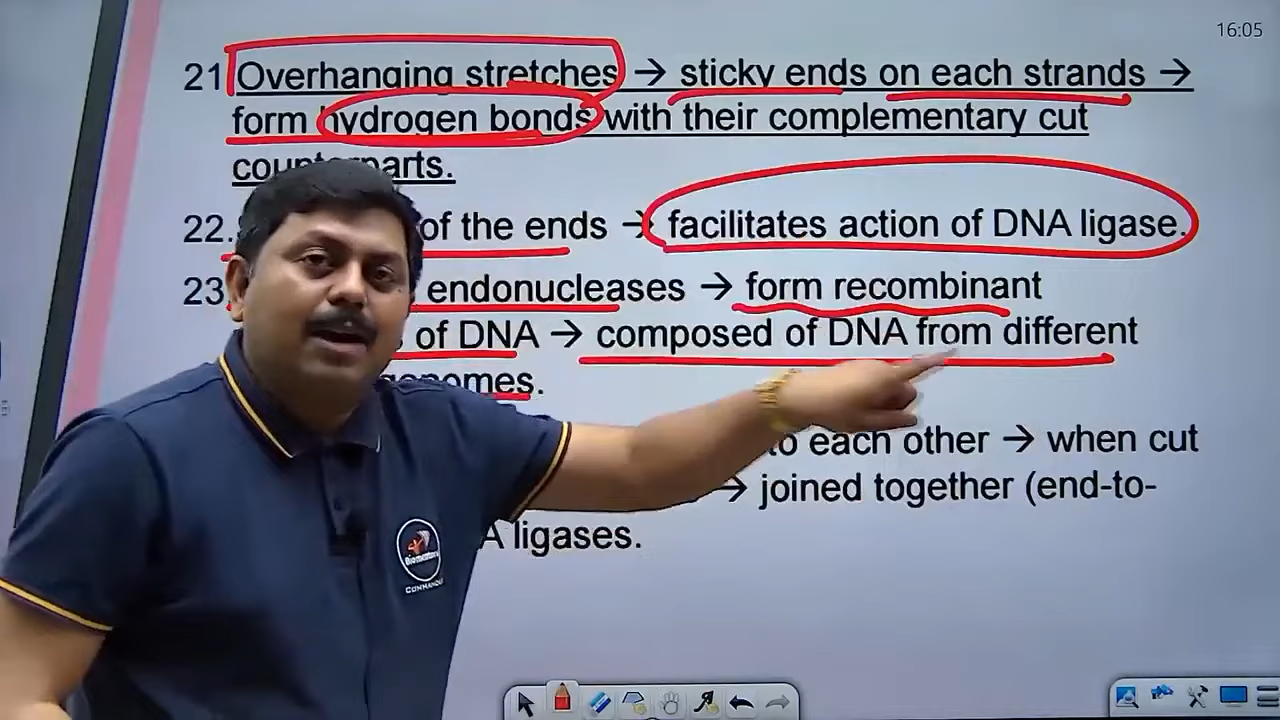 16:05
21 Overhanging stretches → sticky ends on each strands →
form hydrogen bonds with their complementary cut
counterparts.
22. of the ends → facilitates action of DNA ligase.
23 endonucleases → form recombinant
of DNA → composed of DNA from different
genomes.
to each other → when cut
→ joined together (end-to-
ligases.
COMMANDO